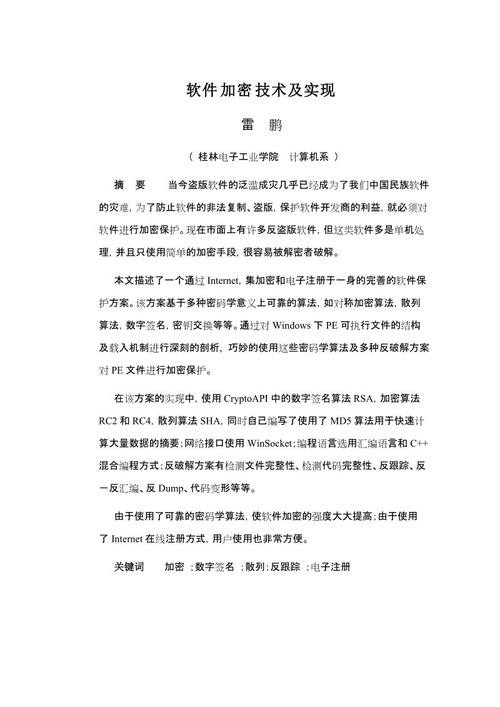 软件加密技术及实现
雷 鹏
（ 桂林电子工业学院 计算机系 ）
摘 要 当今盗版软件的泛滥成灾几乎已经成为了我们中国民族软件
的灾难, 为了防止软件的非法复制、盗版, 保护软件开发商的利益, 就必须对
软件进行加密保护。现在市面上有许多反盗版软件, 但这类软件多是单机处
理, 并且只使用简单的加密手段, 很容易被解密者破解。
本文描述了一个通过 Internet, 集加密和电子注册于一身的完善的软件保
护方案。该方案基于多种密码学意义上可靠的算法, 如对称加密算法, 散列
算法, 数字签名, 密钥交换等等。通过对 Windows 下 PE 可执行文件的结构
及载入机制进行深刻的剖析, 巧妙的使用这些密码学算法及多种反破解方案
对 PE 文件进行加密保护。
在该方案的实现中, 使用 CryptoAPI 中的数字签名算法 RSA, 加密算法
RC2 和 RC4, 散列算法 SHA, 同时自己编写了使用了 MD5 算法用于快速计
算大量数据的摘要; 网络接口使用 WinSocket; 编程语言选用汇编语言和 C++
混合编程方式; 反破解方案有检测文件完整性、检测代码完整性、反跟踪、反
－反汇编、反 Dump、代码变形等等。
由于使用了可靠的密码学算法, 使软件加密的强度大大提高; 由于使用
了 Internet 在线注册方式, 用户使用也非常方便。
关键词 加密 ; 数字签名 ; 散列; 反跟踪 ; 电子注册